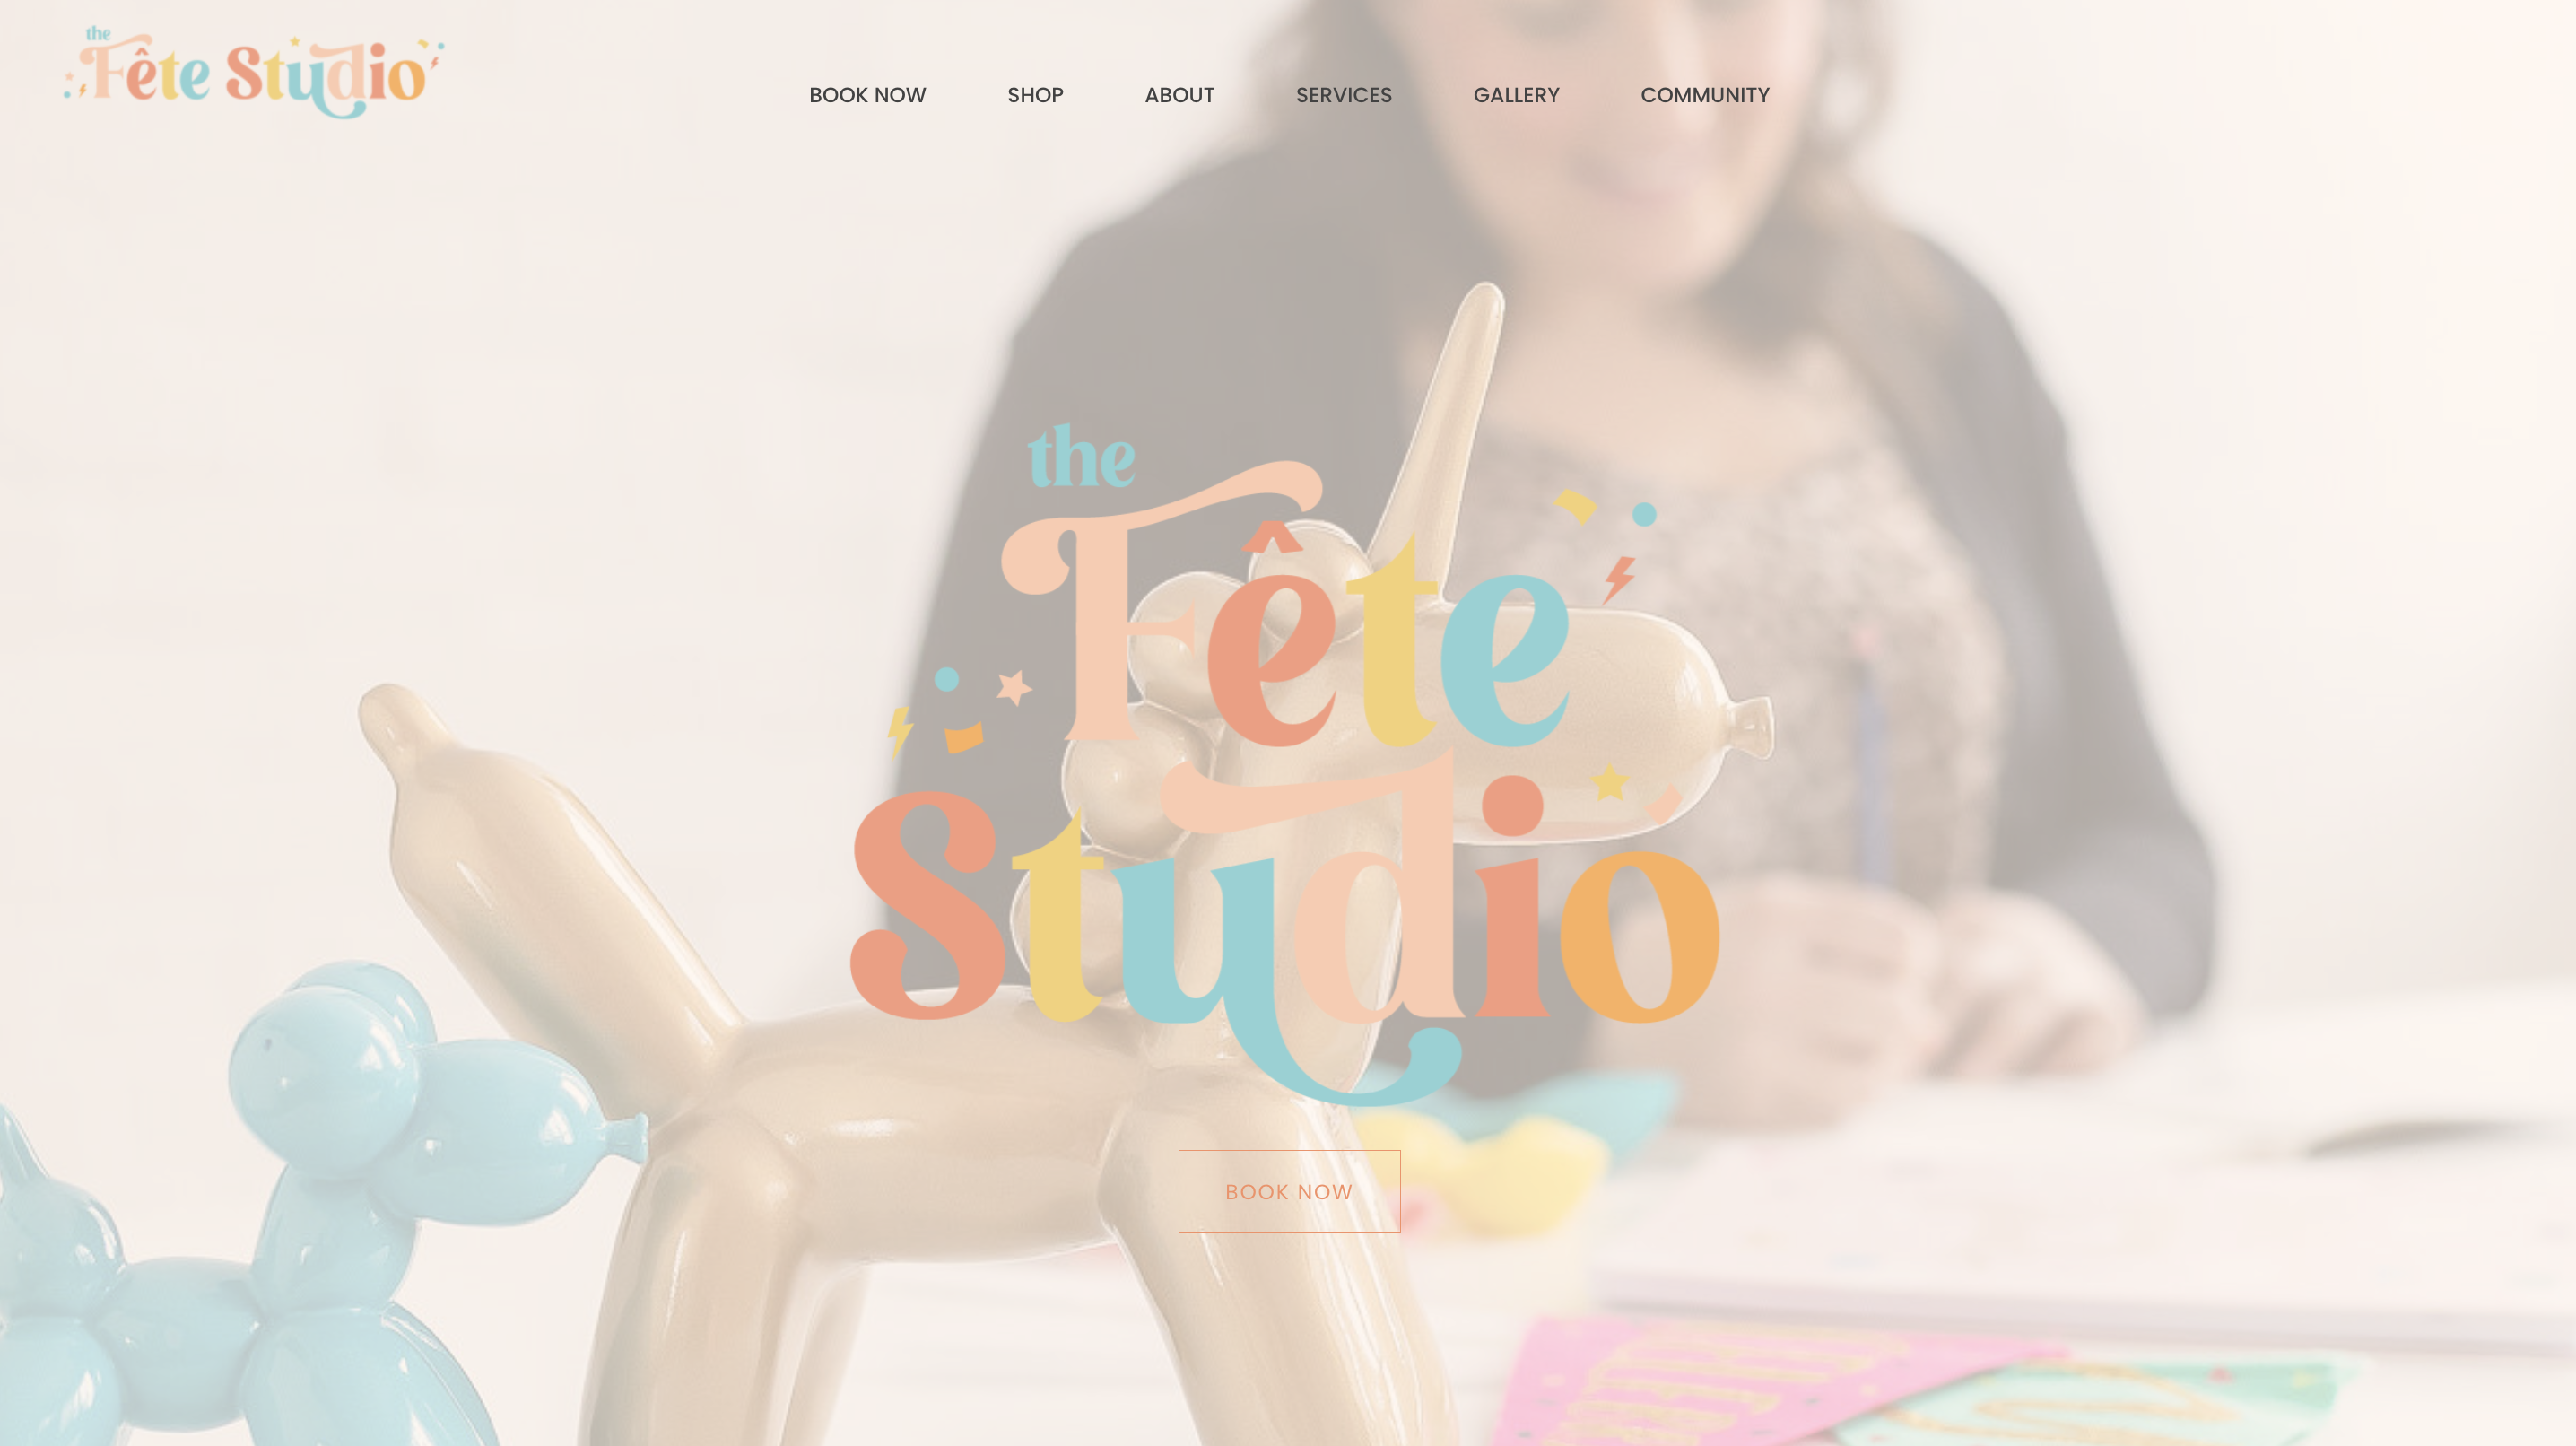 the
Fête Studio
BOOK NOW SHOP ABOUT SERVICES GALLERY COMMUNITY
the
Fête
Studio
BOOK NOW